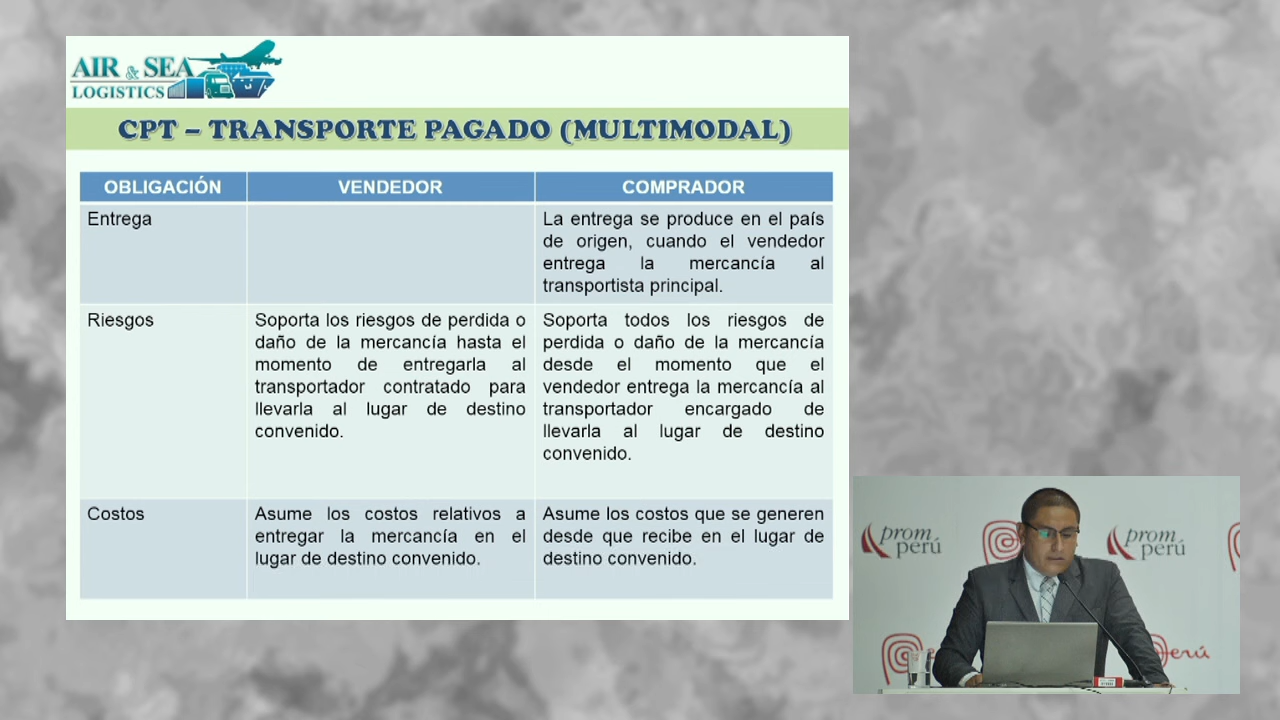 AIR & SEA
LOGISTICS
CPT – TRANSPORTE PAGADO (MULTIMODAL)
OBLIGACIÓN VENDEDOR COMPRADOR
Entrega
La entrega se produce en el país
de origen, cuando el vendedor
entrega la mercancía al
transportista principal.
Riesgos
Soporta los riesgos de perdida o
daño de la mercancía hasta el
momento de entregarla al
transportador contratado para
llevarla al lugar de destino
convenido.
Soporta todos los riesgos de
perdida o daño de la mercancía
desde el momento que el
vendedor entrega la mercancía al
transportador encargado de
llevarla al lugar de destino
convenido.
Costos
Asume los costos relativos a
entregar la mercancía en el
lugar de destino convenido.
Asume los costos que se generen
desde que recibe en el lugar de
destino convenido.
prom
perú
prom
perú